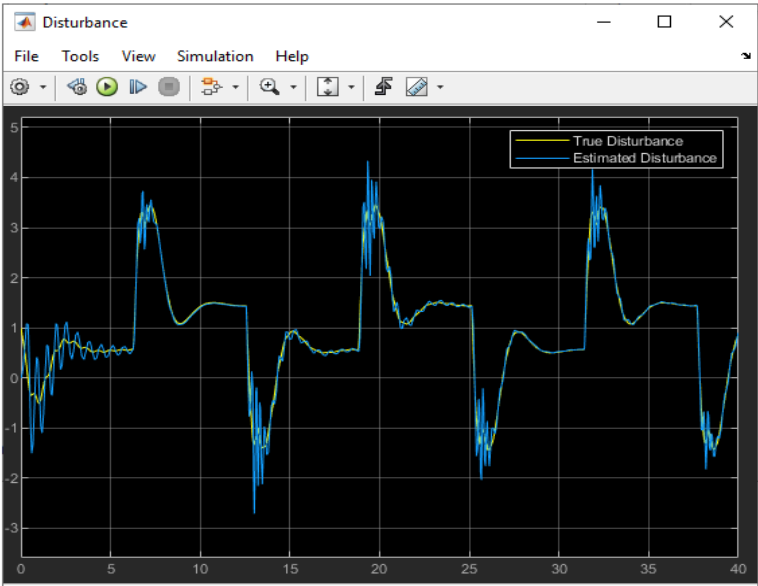 Disturbance
File Tools View Simulation Help
True Disturbance
Estimated Disturbance
5
4
3
2
1
0
-1
-2
-3
0 5 10 15 20 25 30 35 40